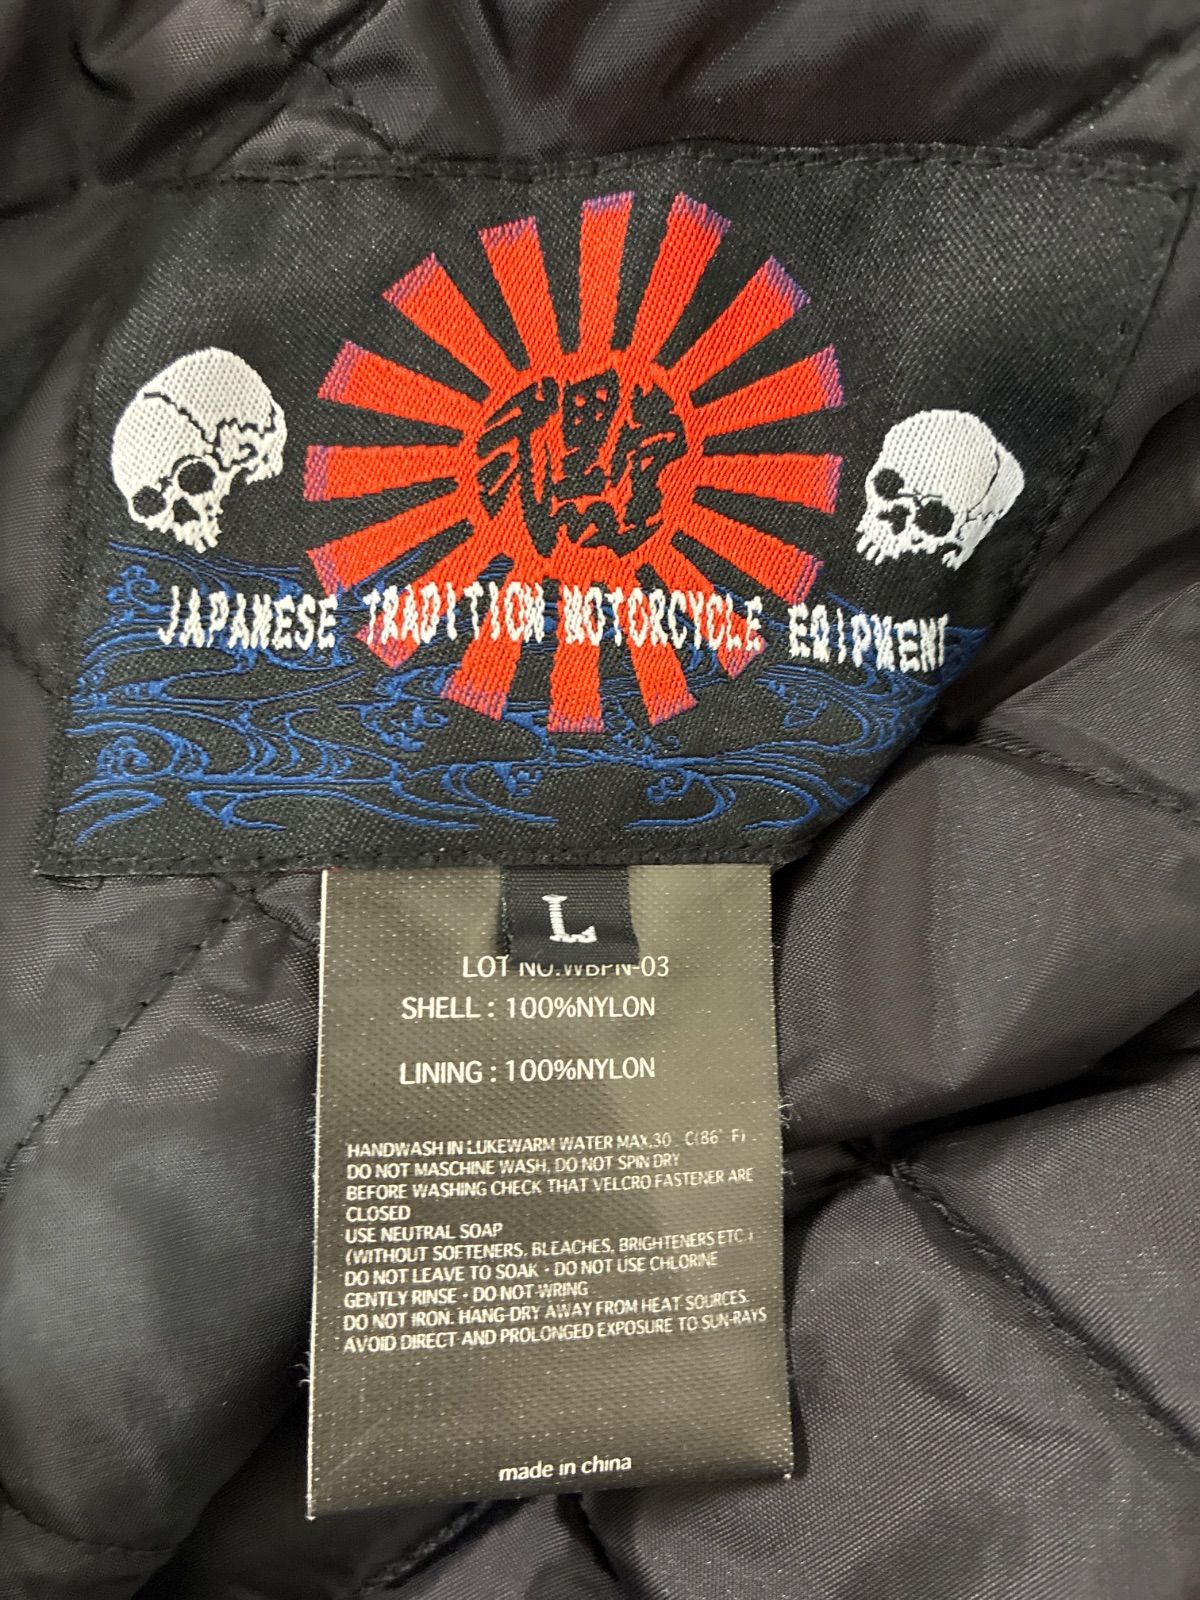 JAPANESE TRADITION MOTORCYCLE EQIPMENT
L
LOT NO.WBPN-03
SHELL : 100%NYLON
LINING : 100%NYLON
HANDWASH IN LUKEWARM WATER MAX.30°C(86°F)
DO NOT MASCHINE WASH, DO NOT SPIN DRY
BEFORE WASHING CHECK THAT VELCRO FASTENER ARE
CLOSED
USE NEUTRAL SOAP
(WITHOUT SOFTENERS, BLEACHES, BRIGHTENERS ETC.)
DO NOT LEAVE TO SOAK · DO NOT USE CHLORINE
GENTLY RINSE · DO NOT WRING
DO NOT IRON. HANG-DRY AWAY FROM HEAT SOURCES.
AVOID DIRECT AND PROLONGED EXPOSURE TO SUN-RAYS
made in china